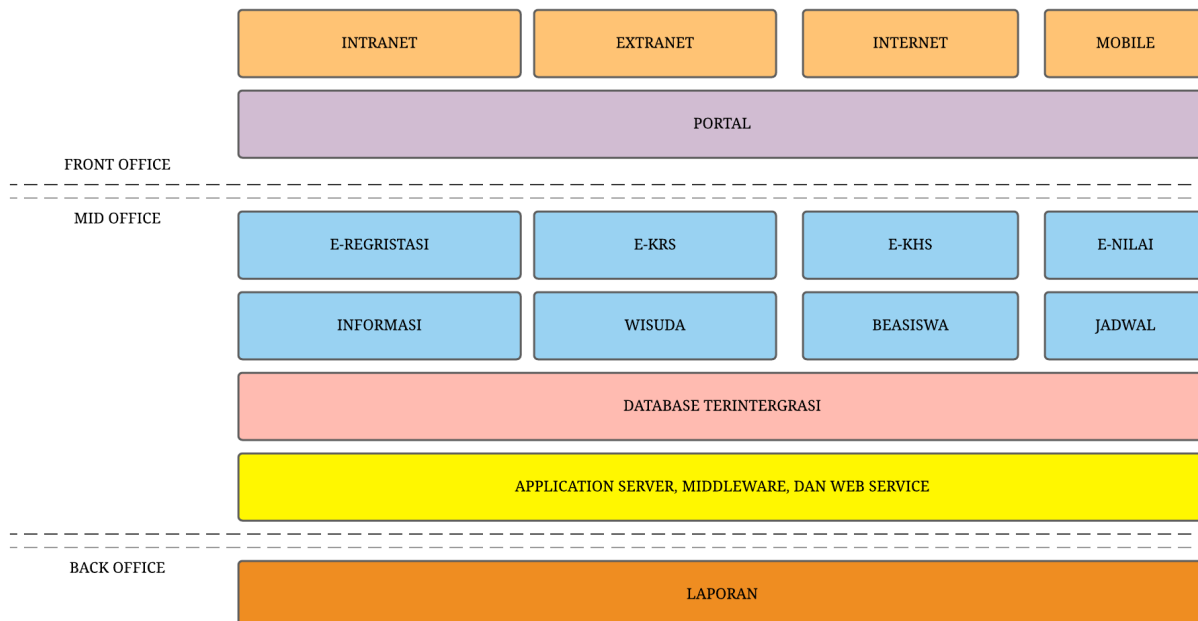 INTRANET
EXTRANET
INTERNET
MOBILE
PORTAL
FRONT OFFICE
MID OFFICE
E-REGRISTASI
E-KRS
E-KHS
E-NILAI
INFORMASI
WISUDA
BEASISWA
JADWAL
DATABASE TERINTERGRASI
APPLICATION SERVER, MIDDLEWARE, DAN WEB SERVICE
BACK OFFICE
LAPORAN